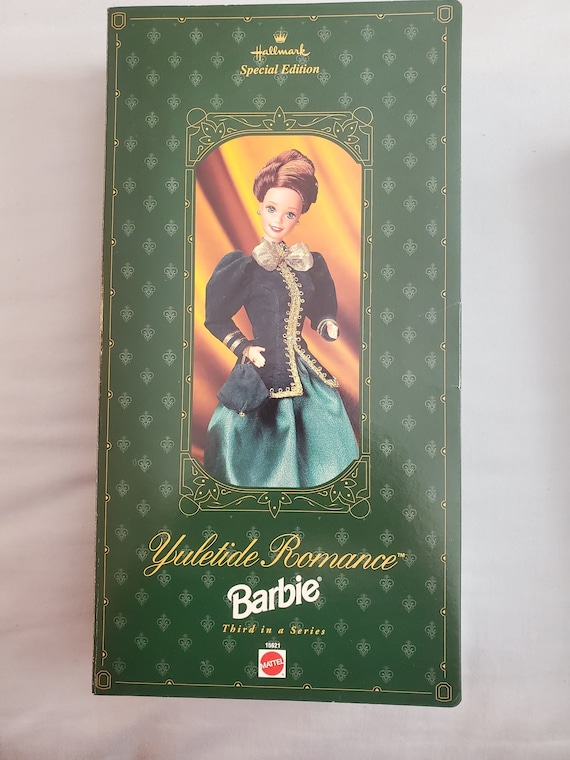 Hallmark
Special Edition
Yuletide Romance™
Barbie®
Third in a Series
15621
MATTEL